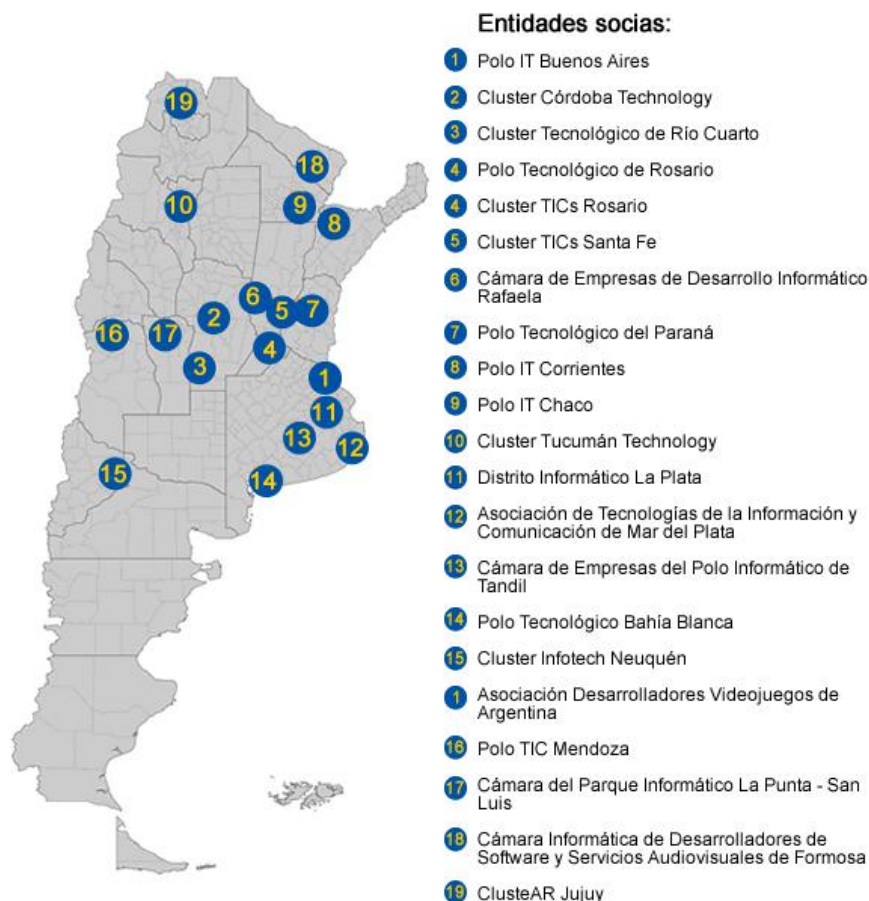 Entidades socias:
1 Polo IT Buenos Aires
2 Cluster Córdoba Technology
3 Cluster Tecnológico de Río Cuarto
4 Polo Tecnológico de Rosario
4 Cluster TICs Rosario
5 Cluster TICs Santa Fe
6 Cámara de Empresas de Desarrollo Informático
Rafaela
7 Polo Tecnológico del Paraná
8 Polo IT Corrientes
9 Polo IT Chaco
10 Cluster Tucumán Technology
11 Distrito Informático La Plata
12 Asociación de Tecnologías de la Información y
Comunicación de Mar del Plata
13 Cámara de Empresas del Polo Informático de
Tandil
14 Polo Tecnológico Bahía Blanca
15 Cluster Infotech Neuquén
1 Asociación Desarrolladores Videojuegos de
Argentina
16 Polo TIC Mendoza
17 Cámara del Parque Informático La Punta - San
Luis
18 Cámara Informática de Desarrolladores de
Software y Servicios Audiovisuales de Formosa
19 ClusteAR Jujuy
19
18
10
9
8
6
5
7
2
16
17
4
3
1
11
13
12
15
14